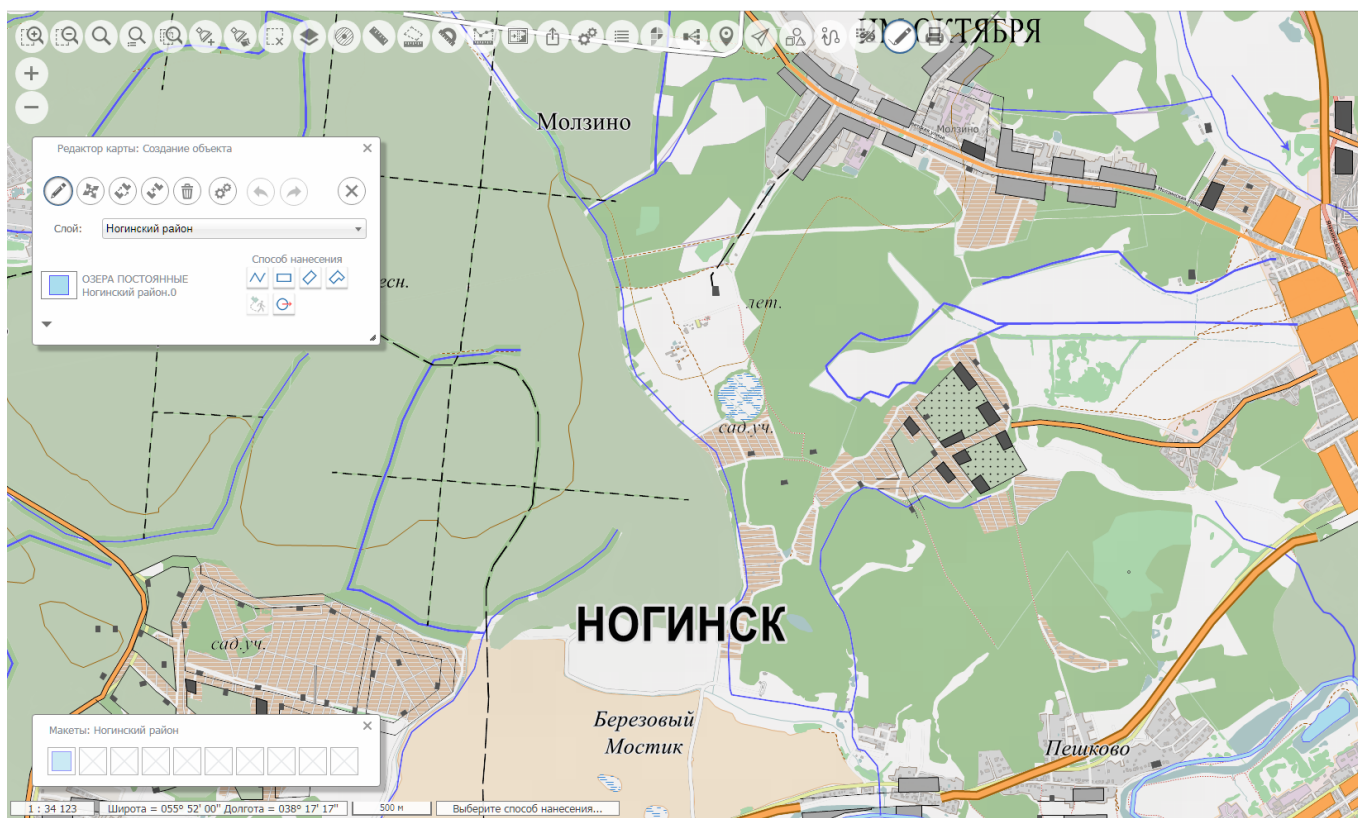 ИМ. ОКТЯБРЯ
Молзино
Молзино
Редактор карты: Создание объекта
Слой:
Ногинский район
Способ нанесения
ОЗЕРА ПОСТОЯННЫЕ
Ногинский район.0
есн.
лет.
сад.уч.
НОГИНСК
сад.уч.
Березовый
Мостик
Пешково
Макеты: Ногинский район
1 : 34 123
Широта = 055° 52' 00" Долгота = 038° 17' 17"
500 м
Выберите способ нанесения...